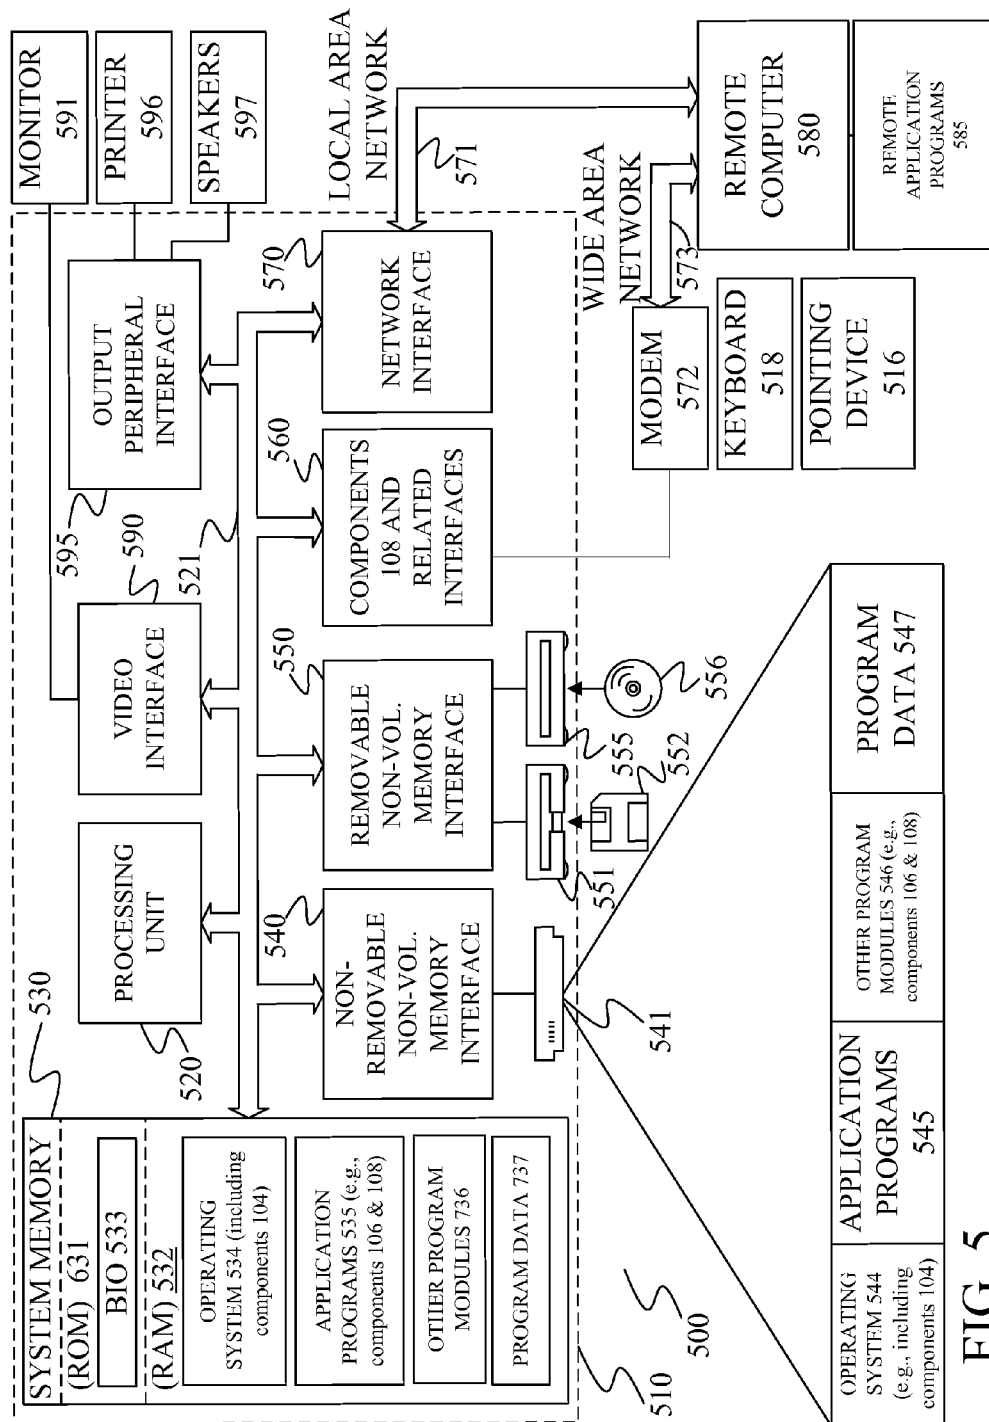 SYSTEM MEMORY
(ROM) 631
BIO 533
(RAM) 532
OPERATING
SYSTEM 534 (including
components 104)
APPLICATION
PROGRAMS 535 (e.g.,
components 106 & 108)
OTHER PROGRAM
MODULES 736
PROGRAM DATA 737
530
PROCESSING
UNIT
520
VIDEO
INTERFACE
590
OUTPUT
PERIPHERAL
INTERFACE
595
MONITOR
591
PRINTER
596
SPEAKERS
597
521
NON-
REMOVABLE
NON-VOL.
MEMORY
INTERFACE
540
REMOVABLE
NON-VOL.
MEMORY
INTERFACE
550
COMPONENTS
108 AND
RELATED
INTERFACES
560
NETWORK
INTERFACE
570
LOCAL AREA
NETWORK
571
WIDE AREA
NETWORK
573
541
551
552
555
556
510
500
MODEM
572
KEYBOARD
518
POINTING
DEVICE
516
REMOTE
COMPUTER
580
REMOTE
APPLICATION
PROGRAMS
585
OPERATING
SYSTEM 544
(e.g., including
components 104)
APPLICATION
PROGRAMS
545
OTHER PROGRAM
MODULES 546 (e.g.,
components 106 & 108)
PROGRAM
DATA 547
FIG. 5